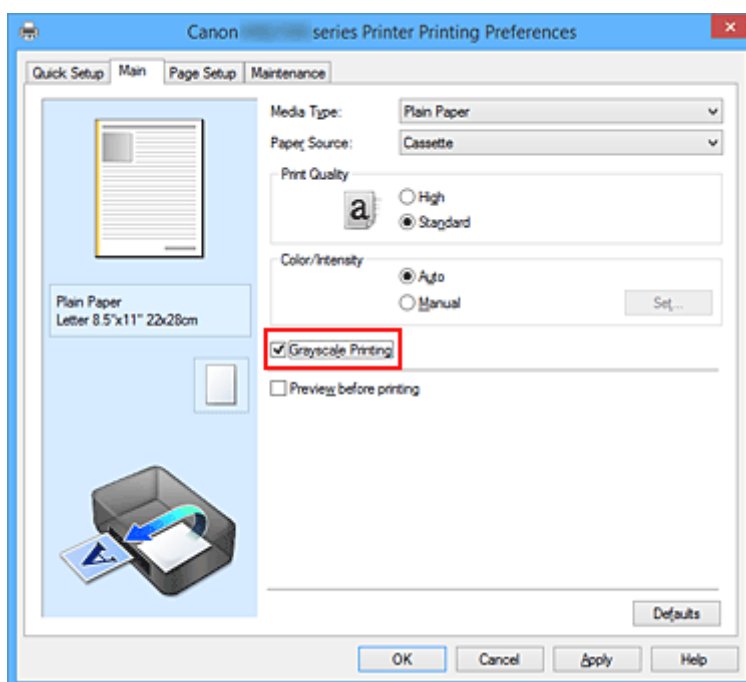 Canon series Printer Printing Preferences
Quick Setup Main Page Setup Maintenance
Media Type: Plain Paper
Paper Source: Cassette
Print Quality
a
High
Standard
Color/Intensity
Auto
Manual Set...
Plain Paper
Letter 8.5"x11" 22x28cm
Grayscale Printing
Preview before printing
A
Defaults
OK Cancel Apply Help